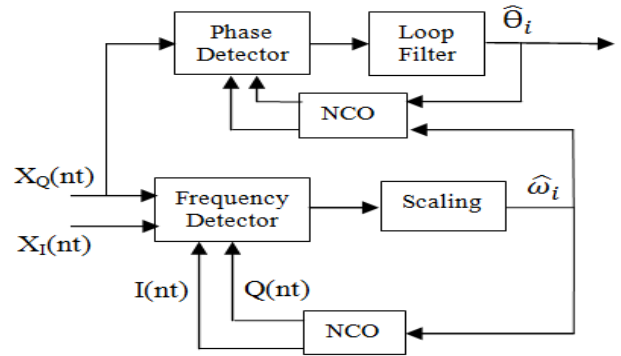 Phase
Detector
Loop
Filter
Θ̂i
NCO
XQ(nt)
XI(nt)
Frequency
Detector
Scaling
ω̂i
I(nt)
Q(nt)
NCO